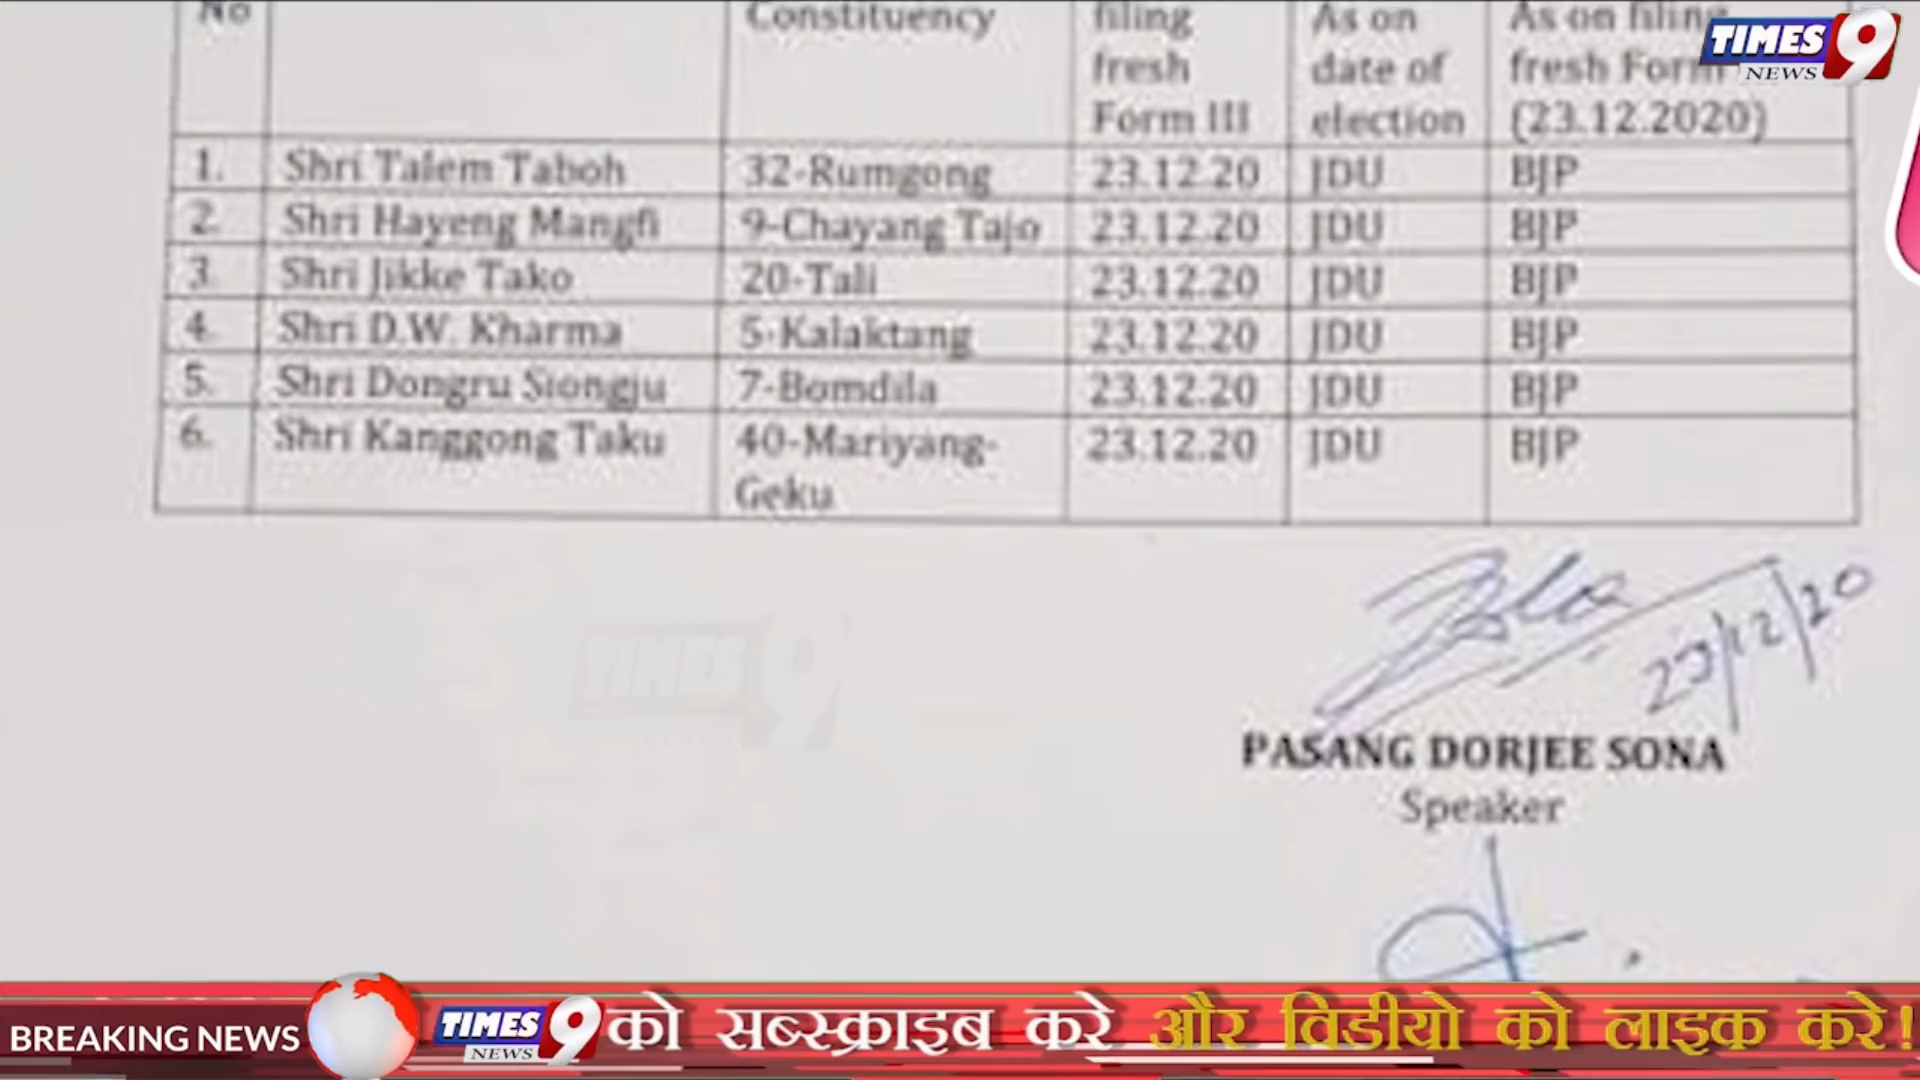 No Constituency filing As on As on filing
fresh date of fresh Form
Form III election (23.12.2020)
1. Shri Talem Taboh 32-Rumgong 23.12.20 JDU BJP
2. Shri Hayeng Mangfi 9-Chayang Tajo 23.12.20 JDU BJP
3. Shri Jikke Tako 20-Tali 23.12.20 JDU BJP
4. Shri D.W. Kharma 5-Kalaktang 23.12.20 JDU BJP
5. Shri Dongru Siongju 7-Bomdila 23.12.20 JDU BJP
6. Shri Kanggong Taku 40-Mariyang- 23.12.20 JDU BJP
Geku
TIMES 9
NEWS
TIMES 9
23/12/20
PASANG DORJEE SONA
Speaker
BREAKING NEWS TIMES 9 NEWS को सब्स्क्राइब करे और विडीयो को लाइक करे!